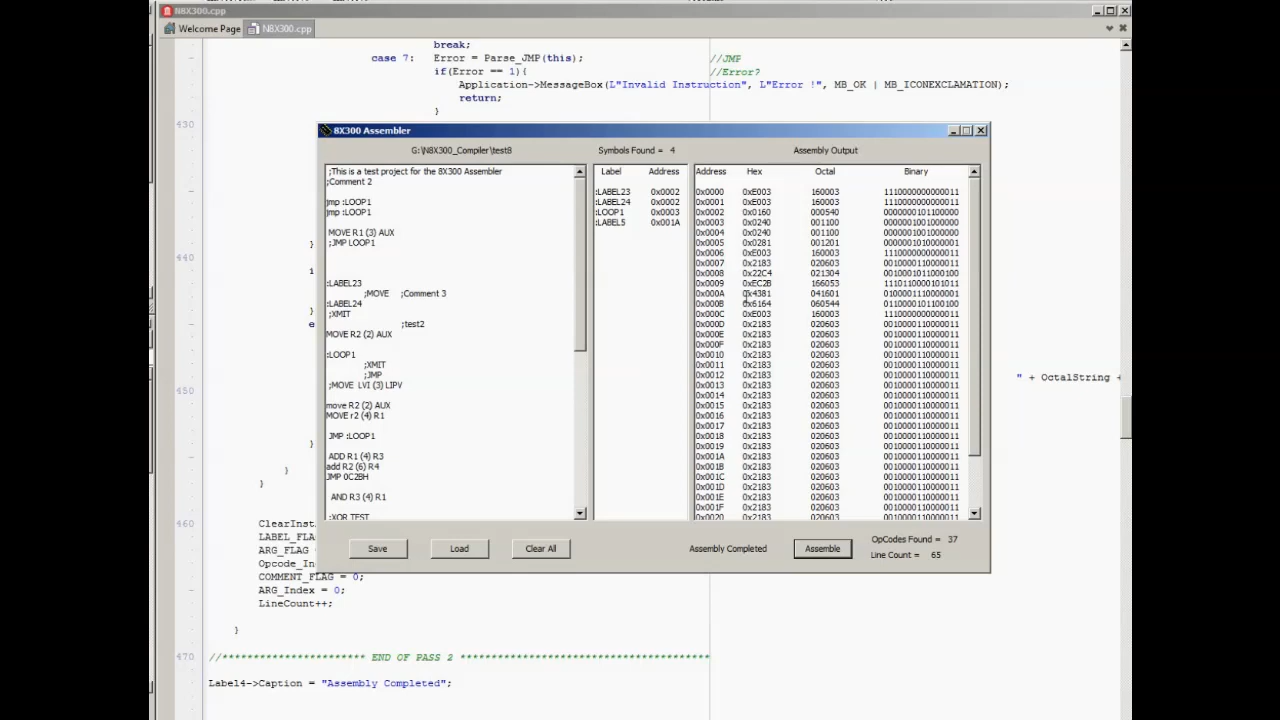 N8X300.cpp
Welcome Page N8X300.cpp
break;
case 7: Error = Parse_JMP(this); //JMP
if(Error == 1){ //Error?
Application->MessageBox(L"Invalid Instruction", L"Error !", MB_OK | MB_ICONEXCLAMATION);
return;
}
430
8X300 Assembler
G:\N8X300_Compiler\test8 Symbols Found = 4 Assembly Output
;This is a test project for the 8X300 Assembler
;Comment 2
jmp :LOOP1
jmp :LOOP1
MOVE R1 (3) AUX
;JMP LOOP1
:LABEL23
;MOVE ;Comment 3
:LABEL24
;XMIT
;test2
MOVE R2 (2) AUX
:LOOP1
;XMIT
;JMP
;MOVE LVI (3) LIPV
move R2 (2) AUX
MOVE r2 (4) R1
JMP :LOOP1
ADD R1 (4) R3
add R2 (6) R4
JMP 0C2BH
AND R3 (4) R1
;XOR TEST
Label Address
:LABEL23 0x0002
:LABEL24 0x0002
:LOOP1 0x0003
:LABEL5 0x001A
Address Hex Octal Binary
0x0000 0xE003 160003 1110000000000011
0x0001 0xE003 160003 1110000000000011
0x0002 0x0160 000540 0000000101100000
0x0003 0x0240 001100 0000001001000000
0x0004 0x0240 001100 0000001001000000
0x0005 0x0281 001201 0000001010000001
0x0006 0xE003 160003 1110000000000011
0x0007 0x2183 020603 0010000110000011
0x0008 0x22C4 021304 0010001011000100
0x0009 0xEC2B 166053 1110110000101011
0x000A 0x4381 041601 0100001110000001
0x000B 0x6164 060544 0110000101100100
0x000C 0xE003 160003 1110000000000011
0x000D 0x2183 020603 0010000110000011
0x000E 0x2183 020603 0010000110000011
0x000F 0x2183 020603 0010000110000011
0x0010 0x2183 020603 0010000110000011
0x0011 0x2183 020603 0010000110000011
0x0012 0x2183 020603 0010000110000011
0x0013 0x2183 020603 0010000110000011
0x0014 0x2183 020603 0010000110000011
0x0015 0x2183 020603 0010000110000011
0x0016 0x2183 020603 0010000110000011
0x0017 0x2183 020603 0010000110000011
0x0018 0x2183 020603 0010000110000011
0x0019 0x2183 020603 0010000110000011
0x001A 0x2183 020603 0010000110000011
0x001B 0x2183 020603 0010000110000011
0x001C 0x2183 020603 0010000110000011
0x001D 0x2183 020603 0010000110000011
0x001E 0x2183 020603 0010000110000011
0x001F 0x2183 020603 0010000110000011
0x0020 0x2183 020603 0010000110000011
Save Load Clear All Assembly Completed Assemble OpCodes Found = 37
Line Count = 65
}
440
i
}
e
" + OctalString +
450
}
}
}
460 ClearInst
LABEL_FLA
ARG_FLAG
Opcode_In
COMMENT_FLAG = 0;
ARG_Index = 0;
LineCount++;
}
470 //********************** END OF PASS 2 ***************************************
Label4->Caption = "Assembly Completed";